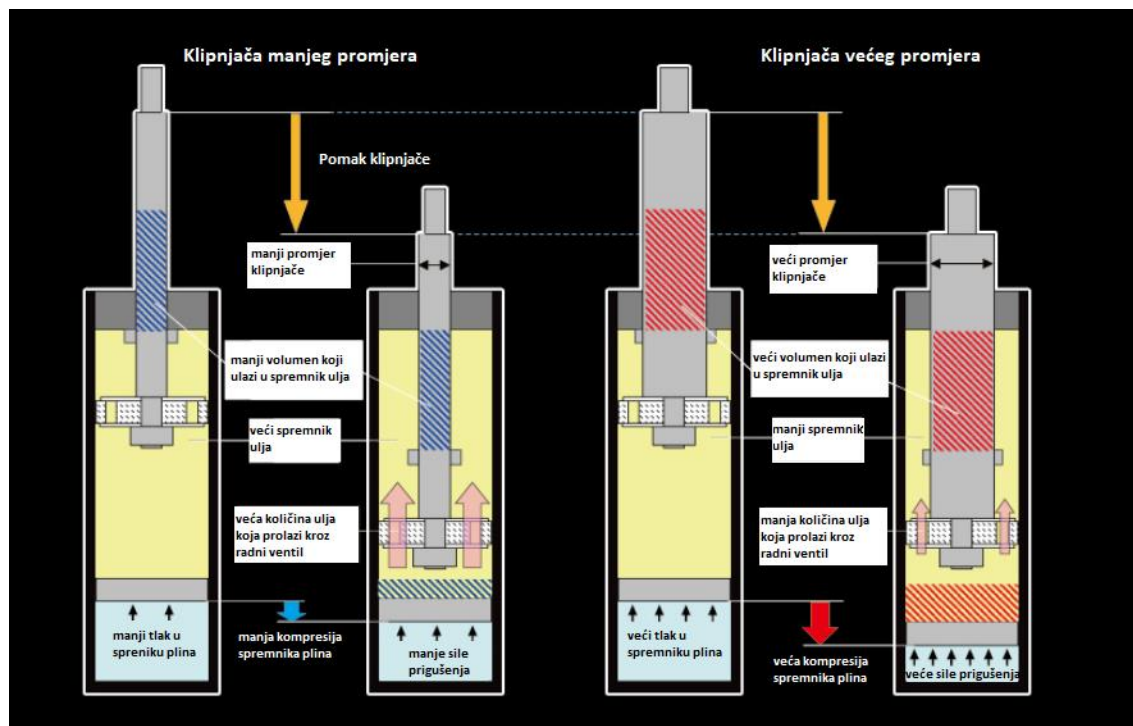 Klipnjača manjeg promjera
Klipnjača većeg promjera
Pomak klipnjače
manji promjer
klipnjače
veći promjer
klipnjače
manji volumen koji
ulazi u spremnik ulja
veći volumen koji ulazi
u spremnik ulja
veći spremnik
ulja
manji spremnik
ulja
veća količina ulja
koja prolazi kroz
radni ventil
manja količina ulja
koja prolazi kroz
radni ventil
manji tlak u
spreniku plina
manja kompresija
spremnika plina
manje sile
prigušenja
veći tlak u
spremniku plina
veća kompresija
spremnika plina
veće sile prigušenja